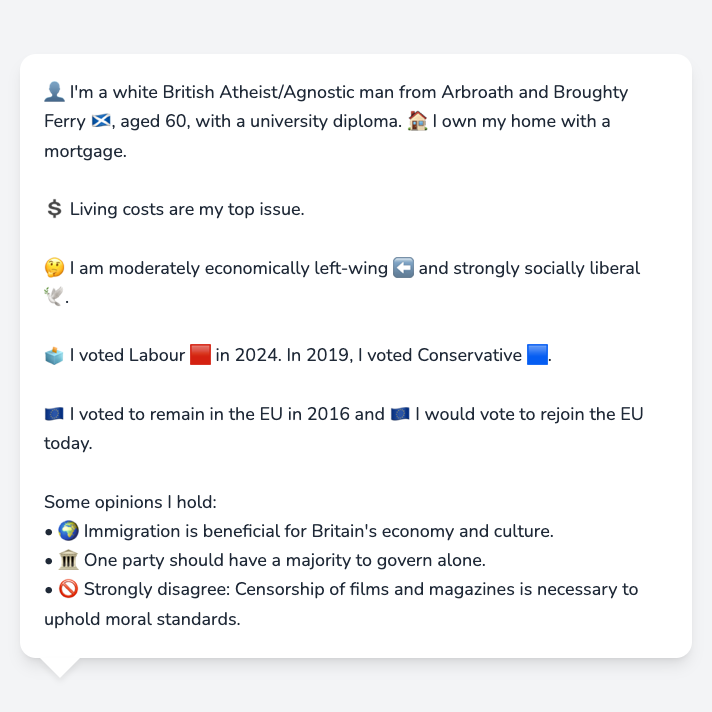 👤 I'm a white British Atheist/Agnostic man from Arbroath and Broughty
Ferry 🏴󠁧󠁢󠁳󠁣󠁴󠁿, aged 60, with a university diploma. 🏠 I own my home with a
mortgage.
💲 Living costs are my top issue.
🤔 I am moderately economically left-wing ⬅️ and strongly socially liberal
🕊️.
🗳️ I voted Labour 🟥 in 2024. In 2019, I voted Conservative 🟦.
🇪🇺 I voted to remain in the EU in 2016 and 🇪🇺 I would vote to rejoin the EU
today.
Some opinions I hold:
• 🌍 Immigration is beneficial for Britain's economy and culture.
• 🏛️ One party should have a majority to govern alone.
• 🚫 Strongly disagree: Censorship of films and magazines is necessary to
uphold moral standards.